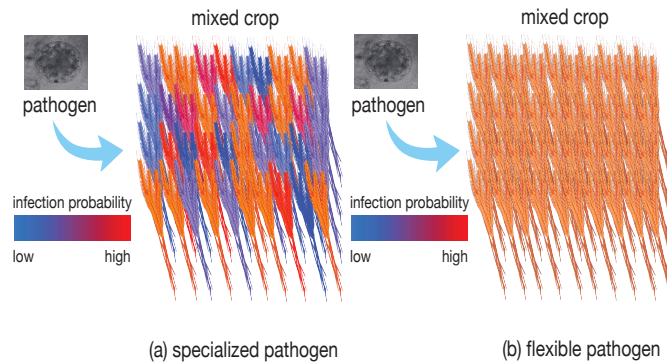 mixed crop
pathogen
infection probability
low high
(a) specialized pathogen
mixed crop
pathogen
infection probability
low high
(b) flexible pathogen